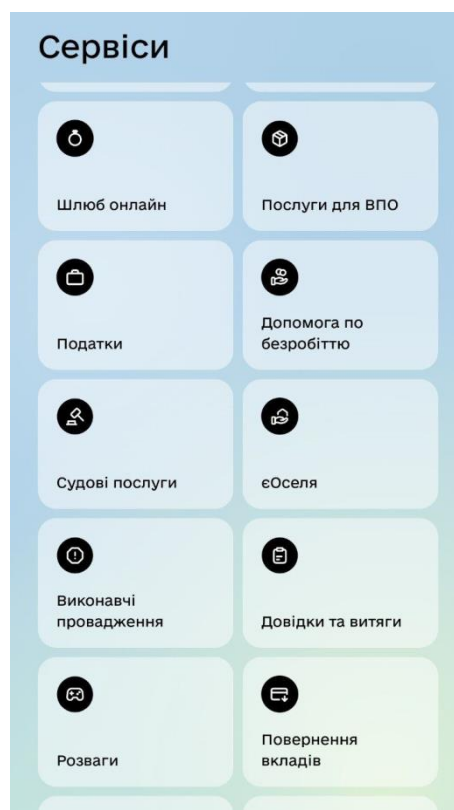 Сервіси
Шлюб онлайн
Послуги для ВПО
Податки
Допомога по
безробіттю
Судові послуги
єОселя
Виконавчі
провадження
Довідки та витяги
Розваги
Повернення
вкладів